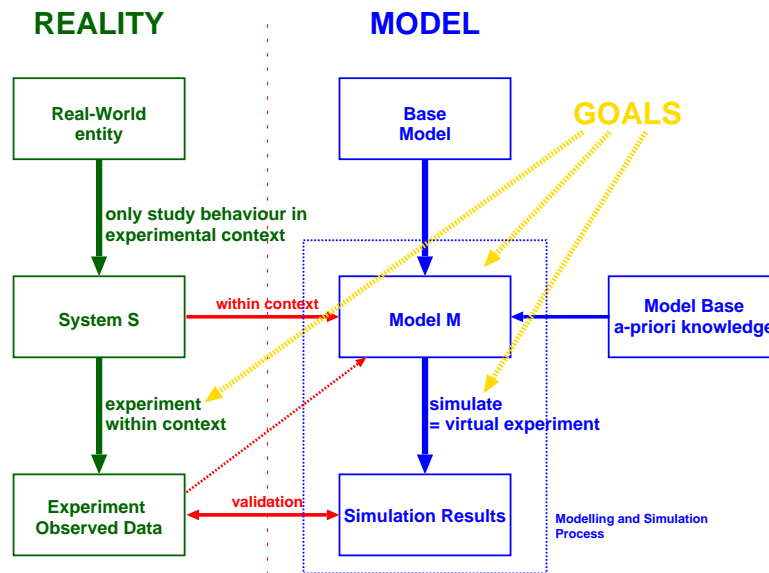 REALITY
MODEL
Real-World
entity
Base
Model
GOALS
only study behaviour in
experimental context
System S
within context
Model M
Model Base
a-priori knowledge
experiment
within context
simulate
= virtual experiment
Experiment
Observed Data
validation
Simulation Results
Modelling and Simulation
Process